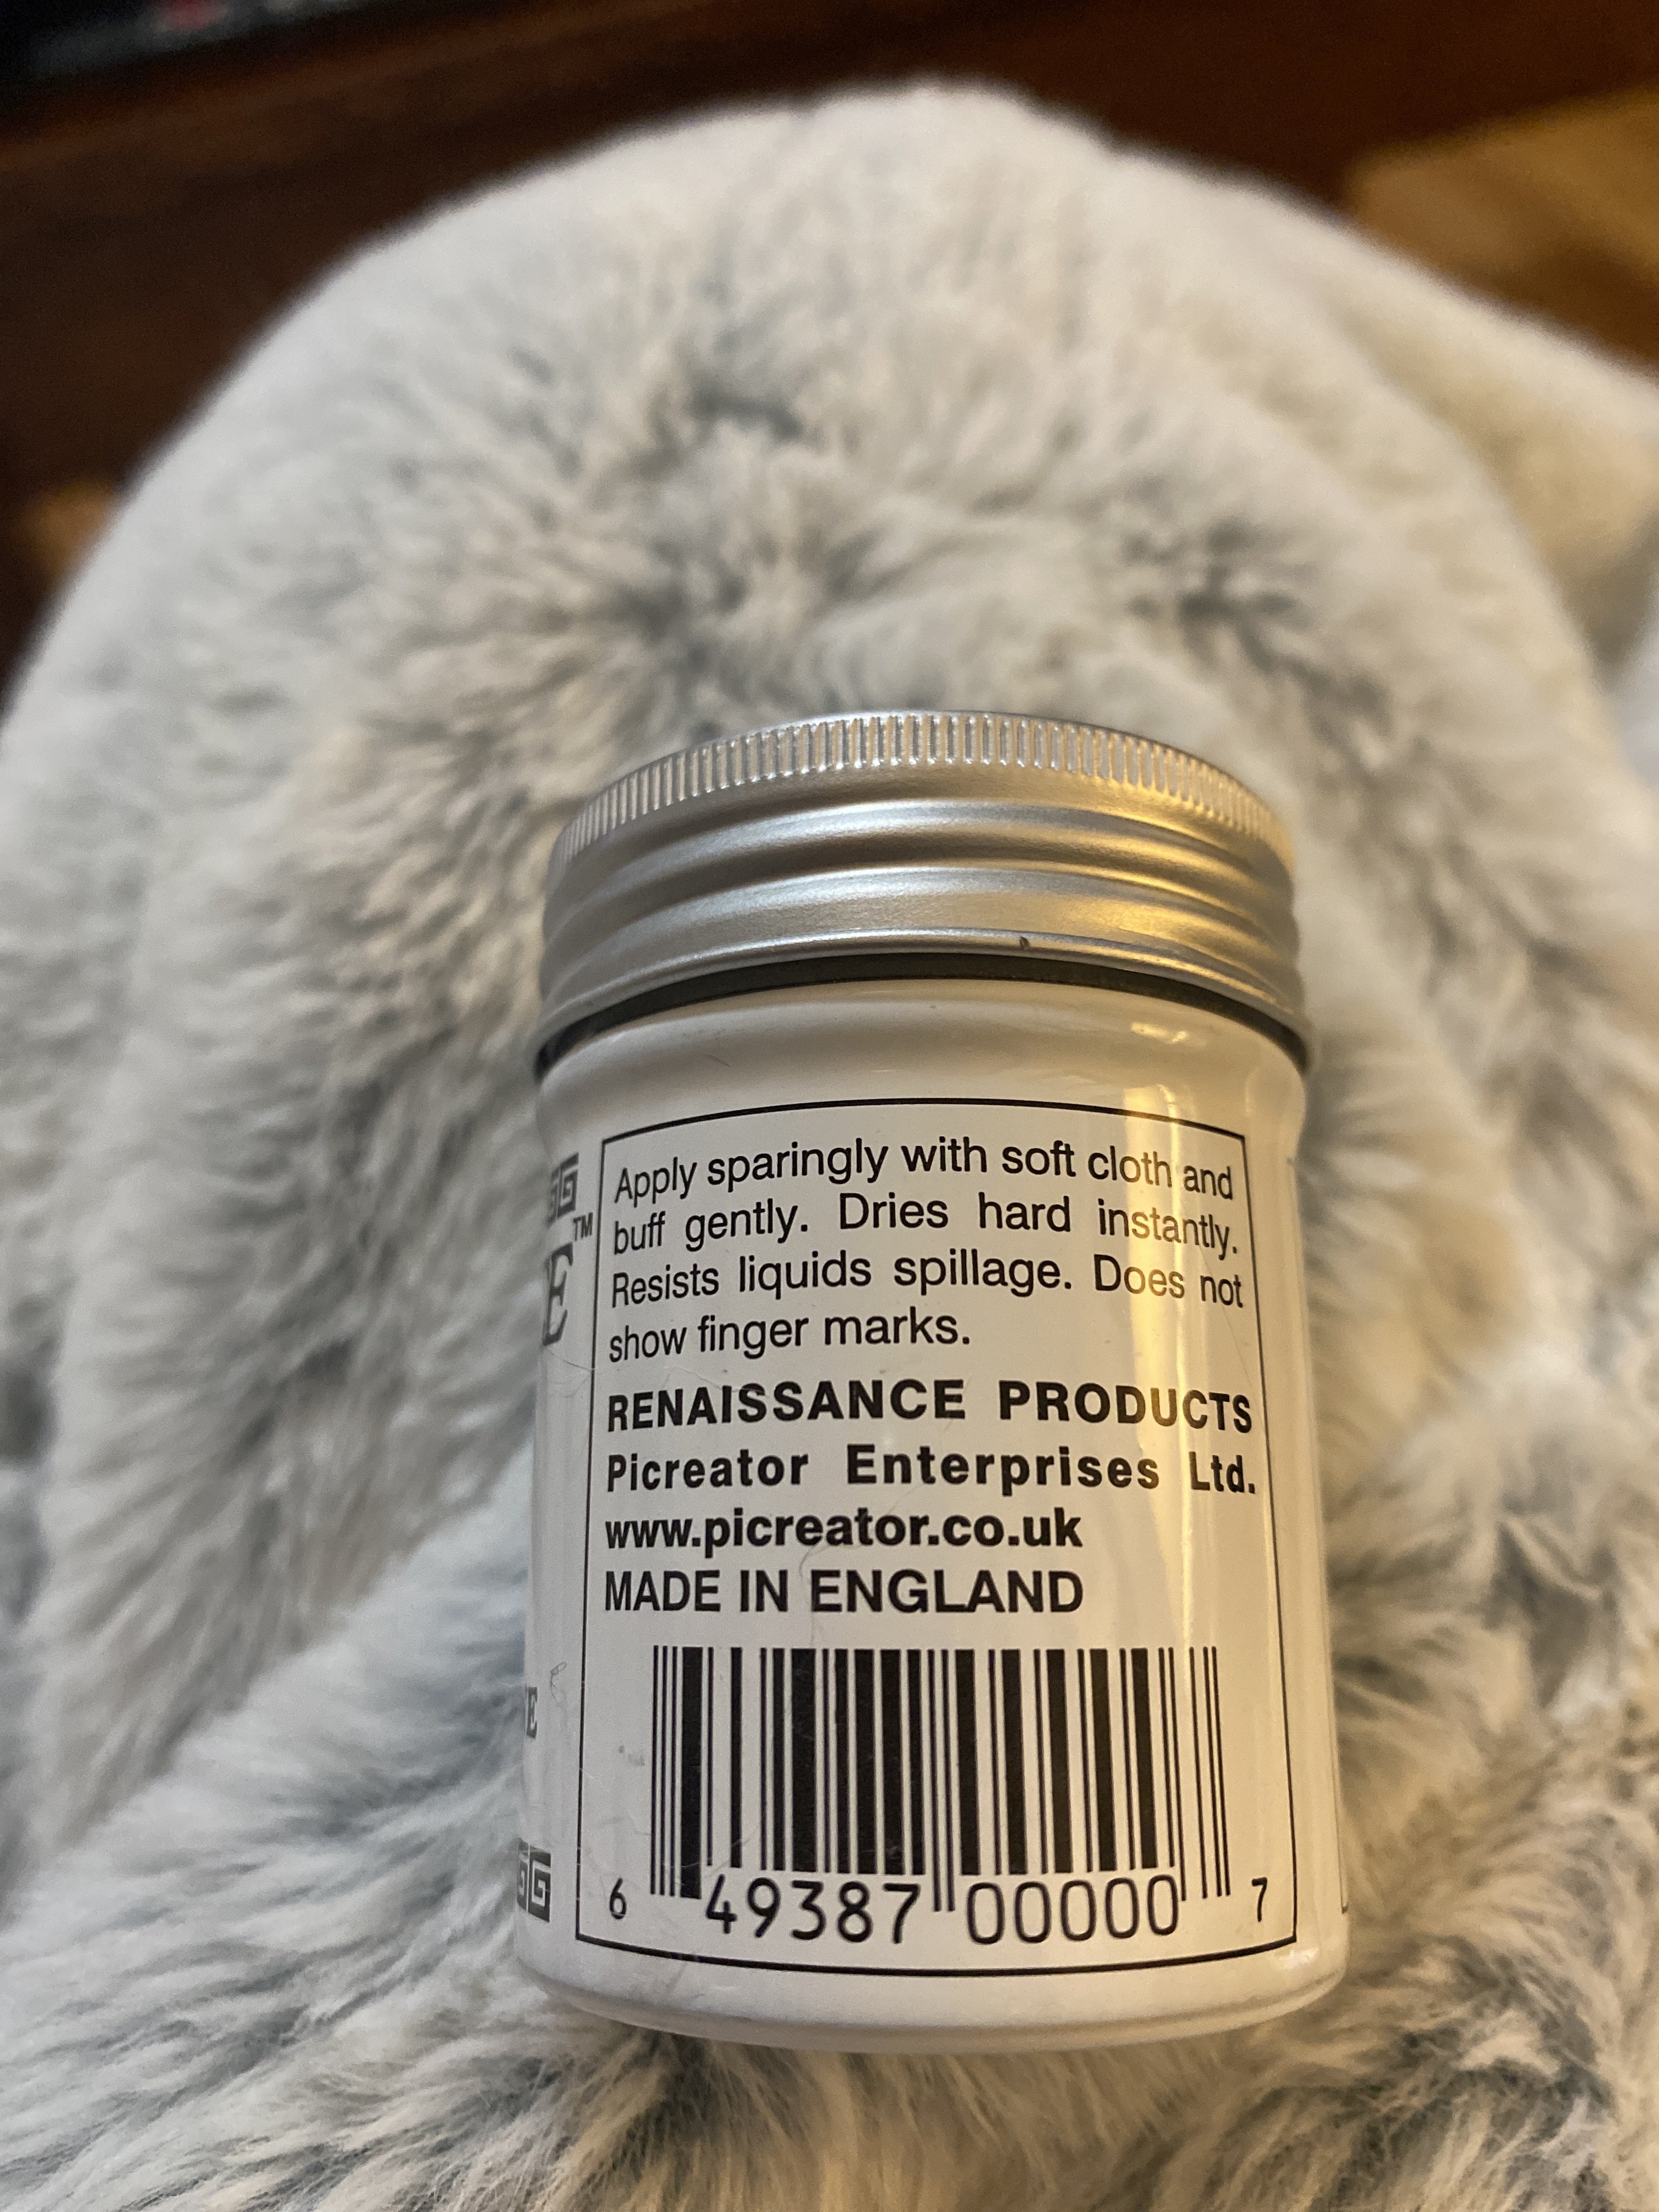 Apply sparingly with soft cloth and
buff gently. Dries hard instantly.
Resists liquids spillage. Does not
show finger marks.
RENAISSANCE PRODUCTS
Picreator Enterprises Ltd.
www.picreator.co.uk
MADE IN ENGLAND
6 49387 00000 7
TM
E
E